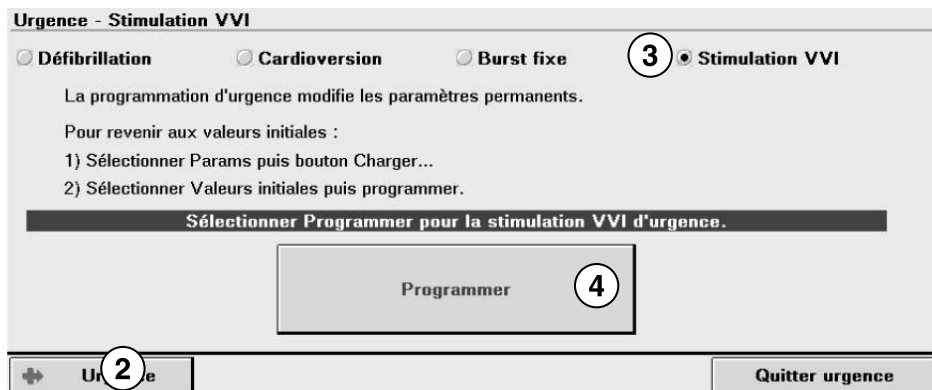 Urgence - Stimulation VVI
Défibrillation Cardioversion Burst fixe 3 Stimulation VVI
La programmation d'urgence modifie les paramètres permanents.
Pour revenir aux valeurs initiales :
1) Sélectionner Params puis bouton Charger...
2) Sélectionner Valeurs initiales puis programmer.
Sélectionner Programmer pour la stimulation VVI d'urgence.
Programmer 4
2 Quitter urgence